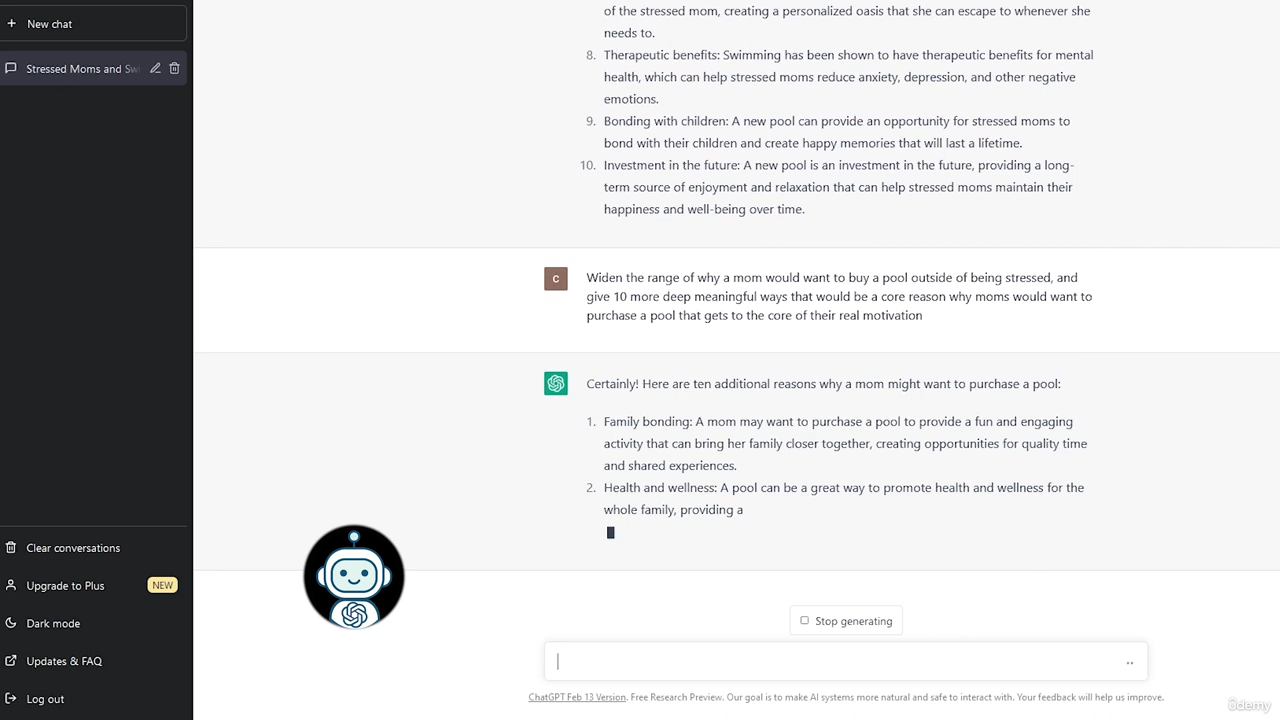 New chat
Stressed Moms and Sw
of the stressed mom, creating a personalized oasis that she can escape to whenever she
needs to.
8. Therapeutic benefits: Swimming has been shown to have therapeutic benefits for mental
health, which can help stressed moms reduce anxiety, depression, and other negative
emotions.
9. Bonding with children: A new pool can provide an opportunity for stressed moms to
bond with their children and create happy memories that will last a lifetime.
10. Investment in the future: A new pool is an investment in the future, providing a long-
term source of enjoyment and relaxation that can help stressed moms maintain their
happiness and well-being over time.
C
Widen the range of why a mom would want to buy a pool outside of being stressed, and
give 10 more deep meaningful ways that would be a core reason why moms would want to
purchase a pool that gets to the core of their real motivation
Certainly! Here are ten additional reasons why a mom might want to purchase a pool:
1. Family bonding: A mom may want to purchase a pool to provide a fun and engaging
activity that can bring her family closer together, creating opportunities for quality time
and shared experiences.
2. Health and wellness: A pool can be a great way to promote health and wellness for the
whole family, providing a
Clear conversations
Upgrade to Plus NEW
Dark mode
Updates & FAQ
Log out
Stop generating
ChatGPT Feb 13 Version. Free Research Preview. Our goal is to make AI systems more natural and safe to interact with. Your feedback will help us improve.
ûdemy